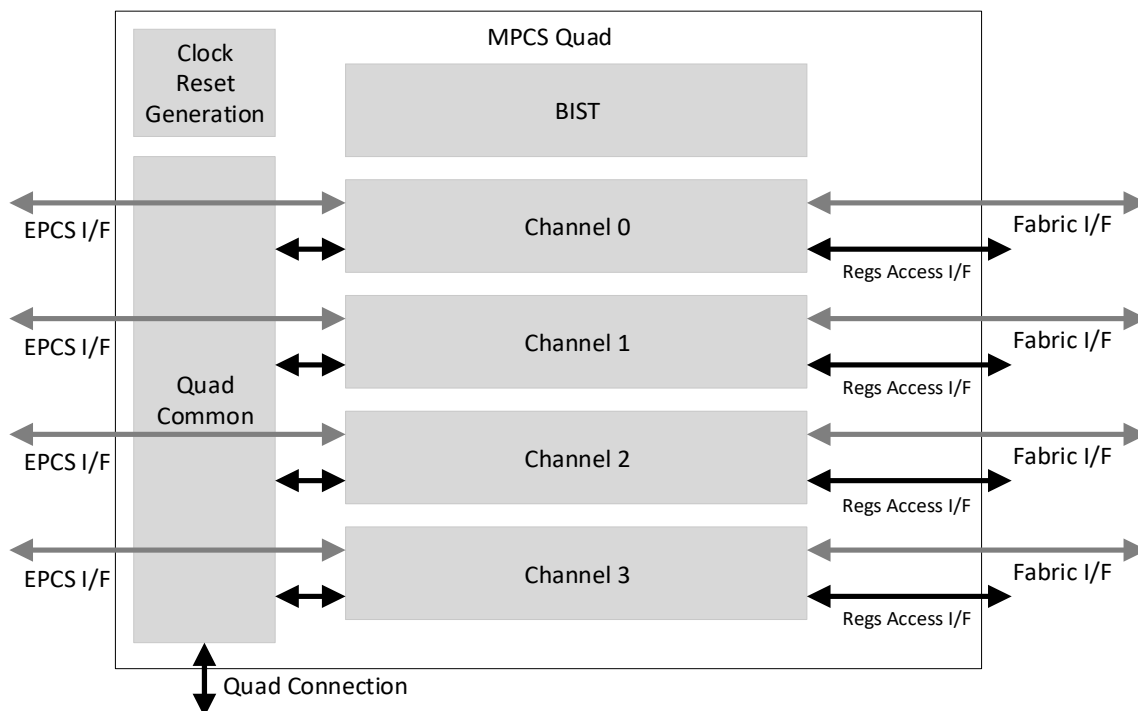 MPCS Quad
Clock
Reset
Generation
BIST
EPCS I/F
Channel 0
Fabric I/F
Regs Access I/F
EPCS I/F
Channel 1
Fabric I/F
Regs Access I/F
Quad
Common
EPCS I/F
Channel 2
Fabric I/F
Regs Access I/F
EPCS I/F
Channel 3
Fabric I/F
Regs Access I/F
Quad Connection